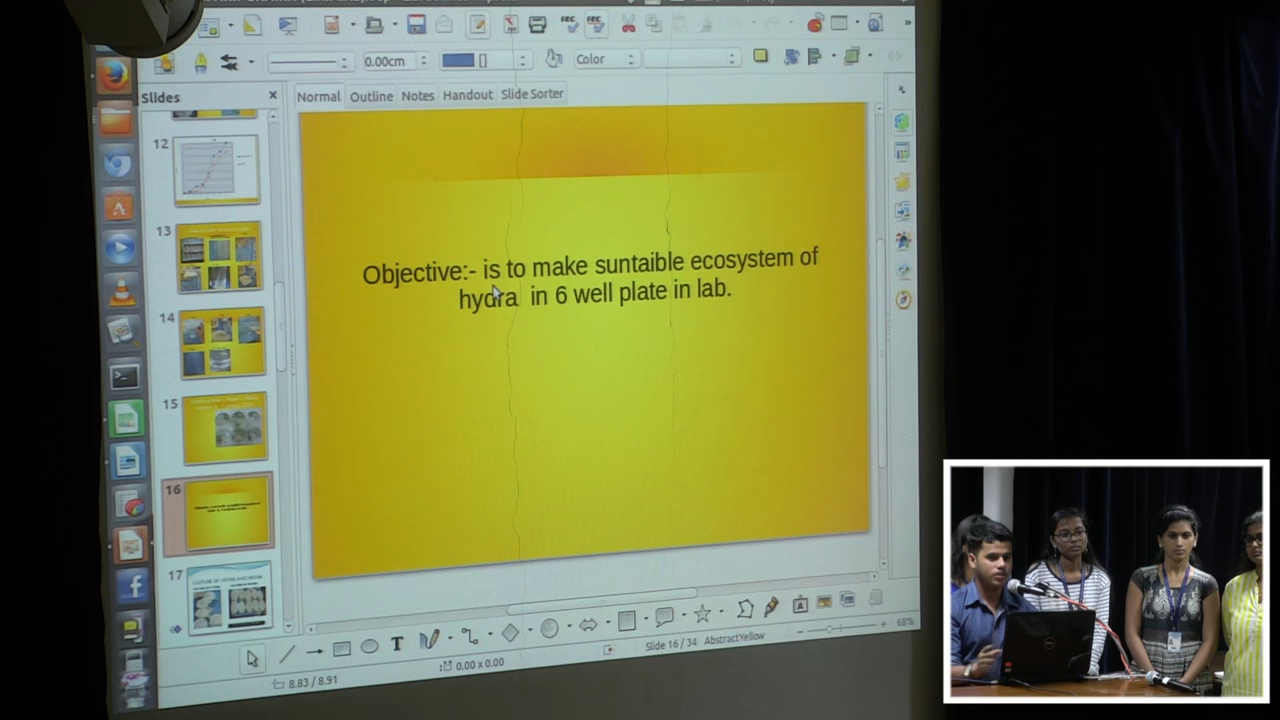 ABC
ABC
0.00cm
Color
Slides
Normal
Outline
Notes
Handout
Slide Sorter
12
13
14
15
16
17
Objective:- is to make suntaible ecosystem of
hydra in 6 well plate in lab.
T
8.83 / 8.91
0.00 x 0.00
Slide 16 / 34
AbstractYellow
68%